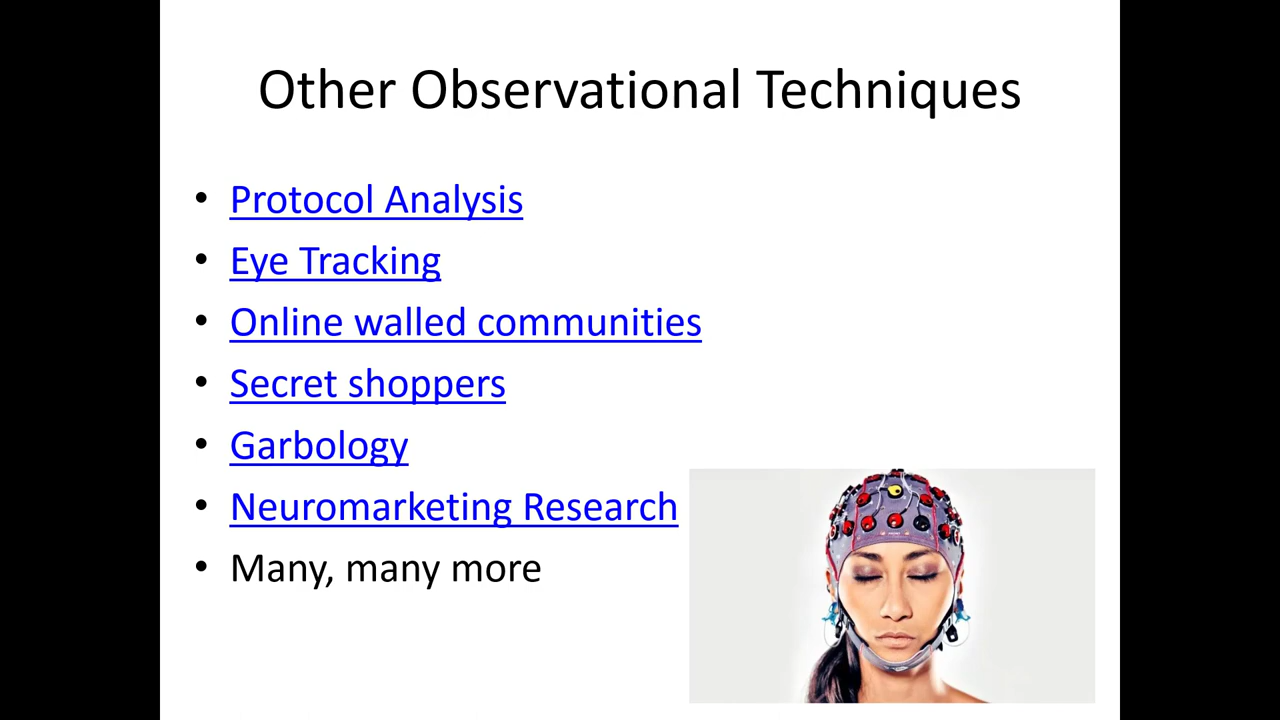 Other Observational Techniques
• Protocol Analysis
• Eye Tracking
• Online walled communities
• Secret shoppers
• Garbology
• Neuromarketing Research
• Many, many more